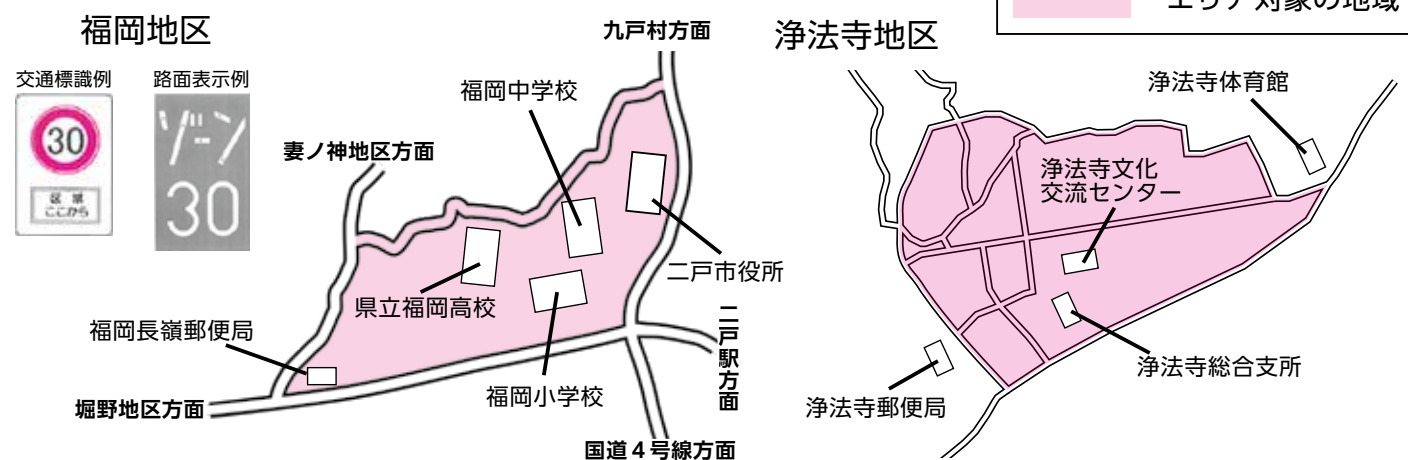 エリア対象の地域
福岡地区
交通標識例
路面表示例
30
区域
ここから
ゾーン
30
九戸村方面
福岡中学校
妻ノ神地区方面
二戸市役所
県立福岡高校
福岡長嶺郵便局
二戸駅方面
福岡小学校
堀野地区方面
国道4号線方面
浄法寺地区
浄法寺体育館
浄法寺文化
交流センター
浄法寺総合支所
浄法寺郵便局